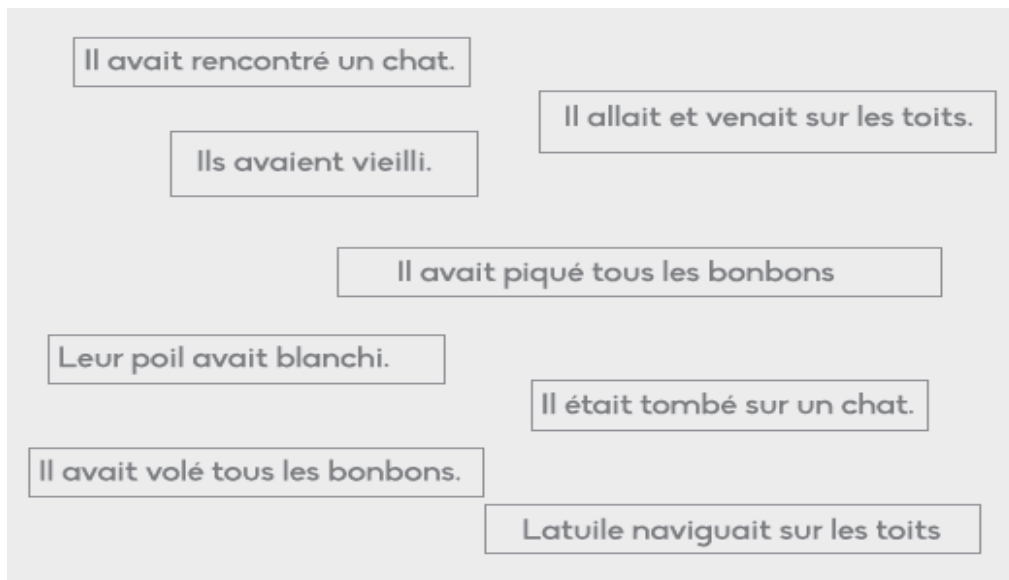 Il avait rencontré un chat.
Il allait et venait sur les toits.
Ils avaient vieilli.
Il avait piqué tous les bonbons
Leur poil avait blanchi.
Il était tombé sur un chat.
Il avait volé tous les bonbons.
Latuile naviguait sur les toits